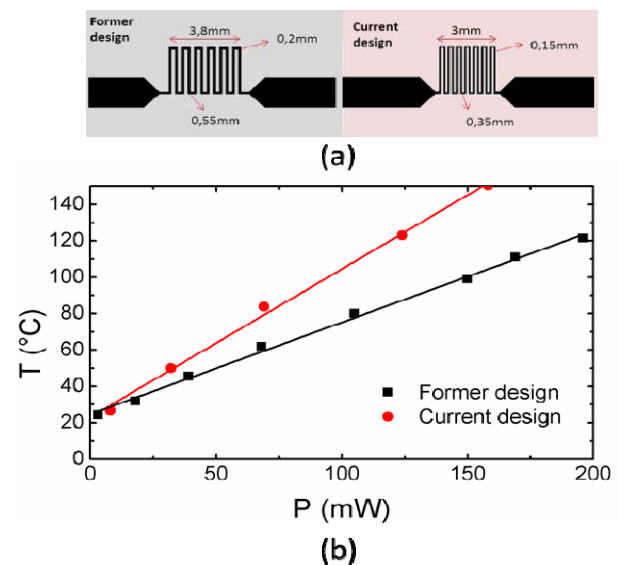 Former design
3,8mm
0,2mm
0,55mm
Current design
3mm
0,15mm
0,35mm
(a)
T (°C)
140
120
100
80
60
40
20
0
0 50 100 150 200
P (mW)
Former design
Current design
(b)